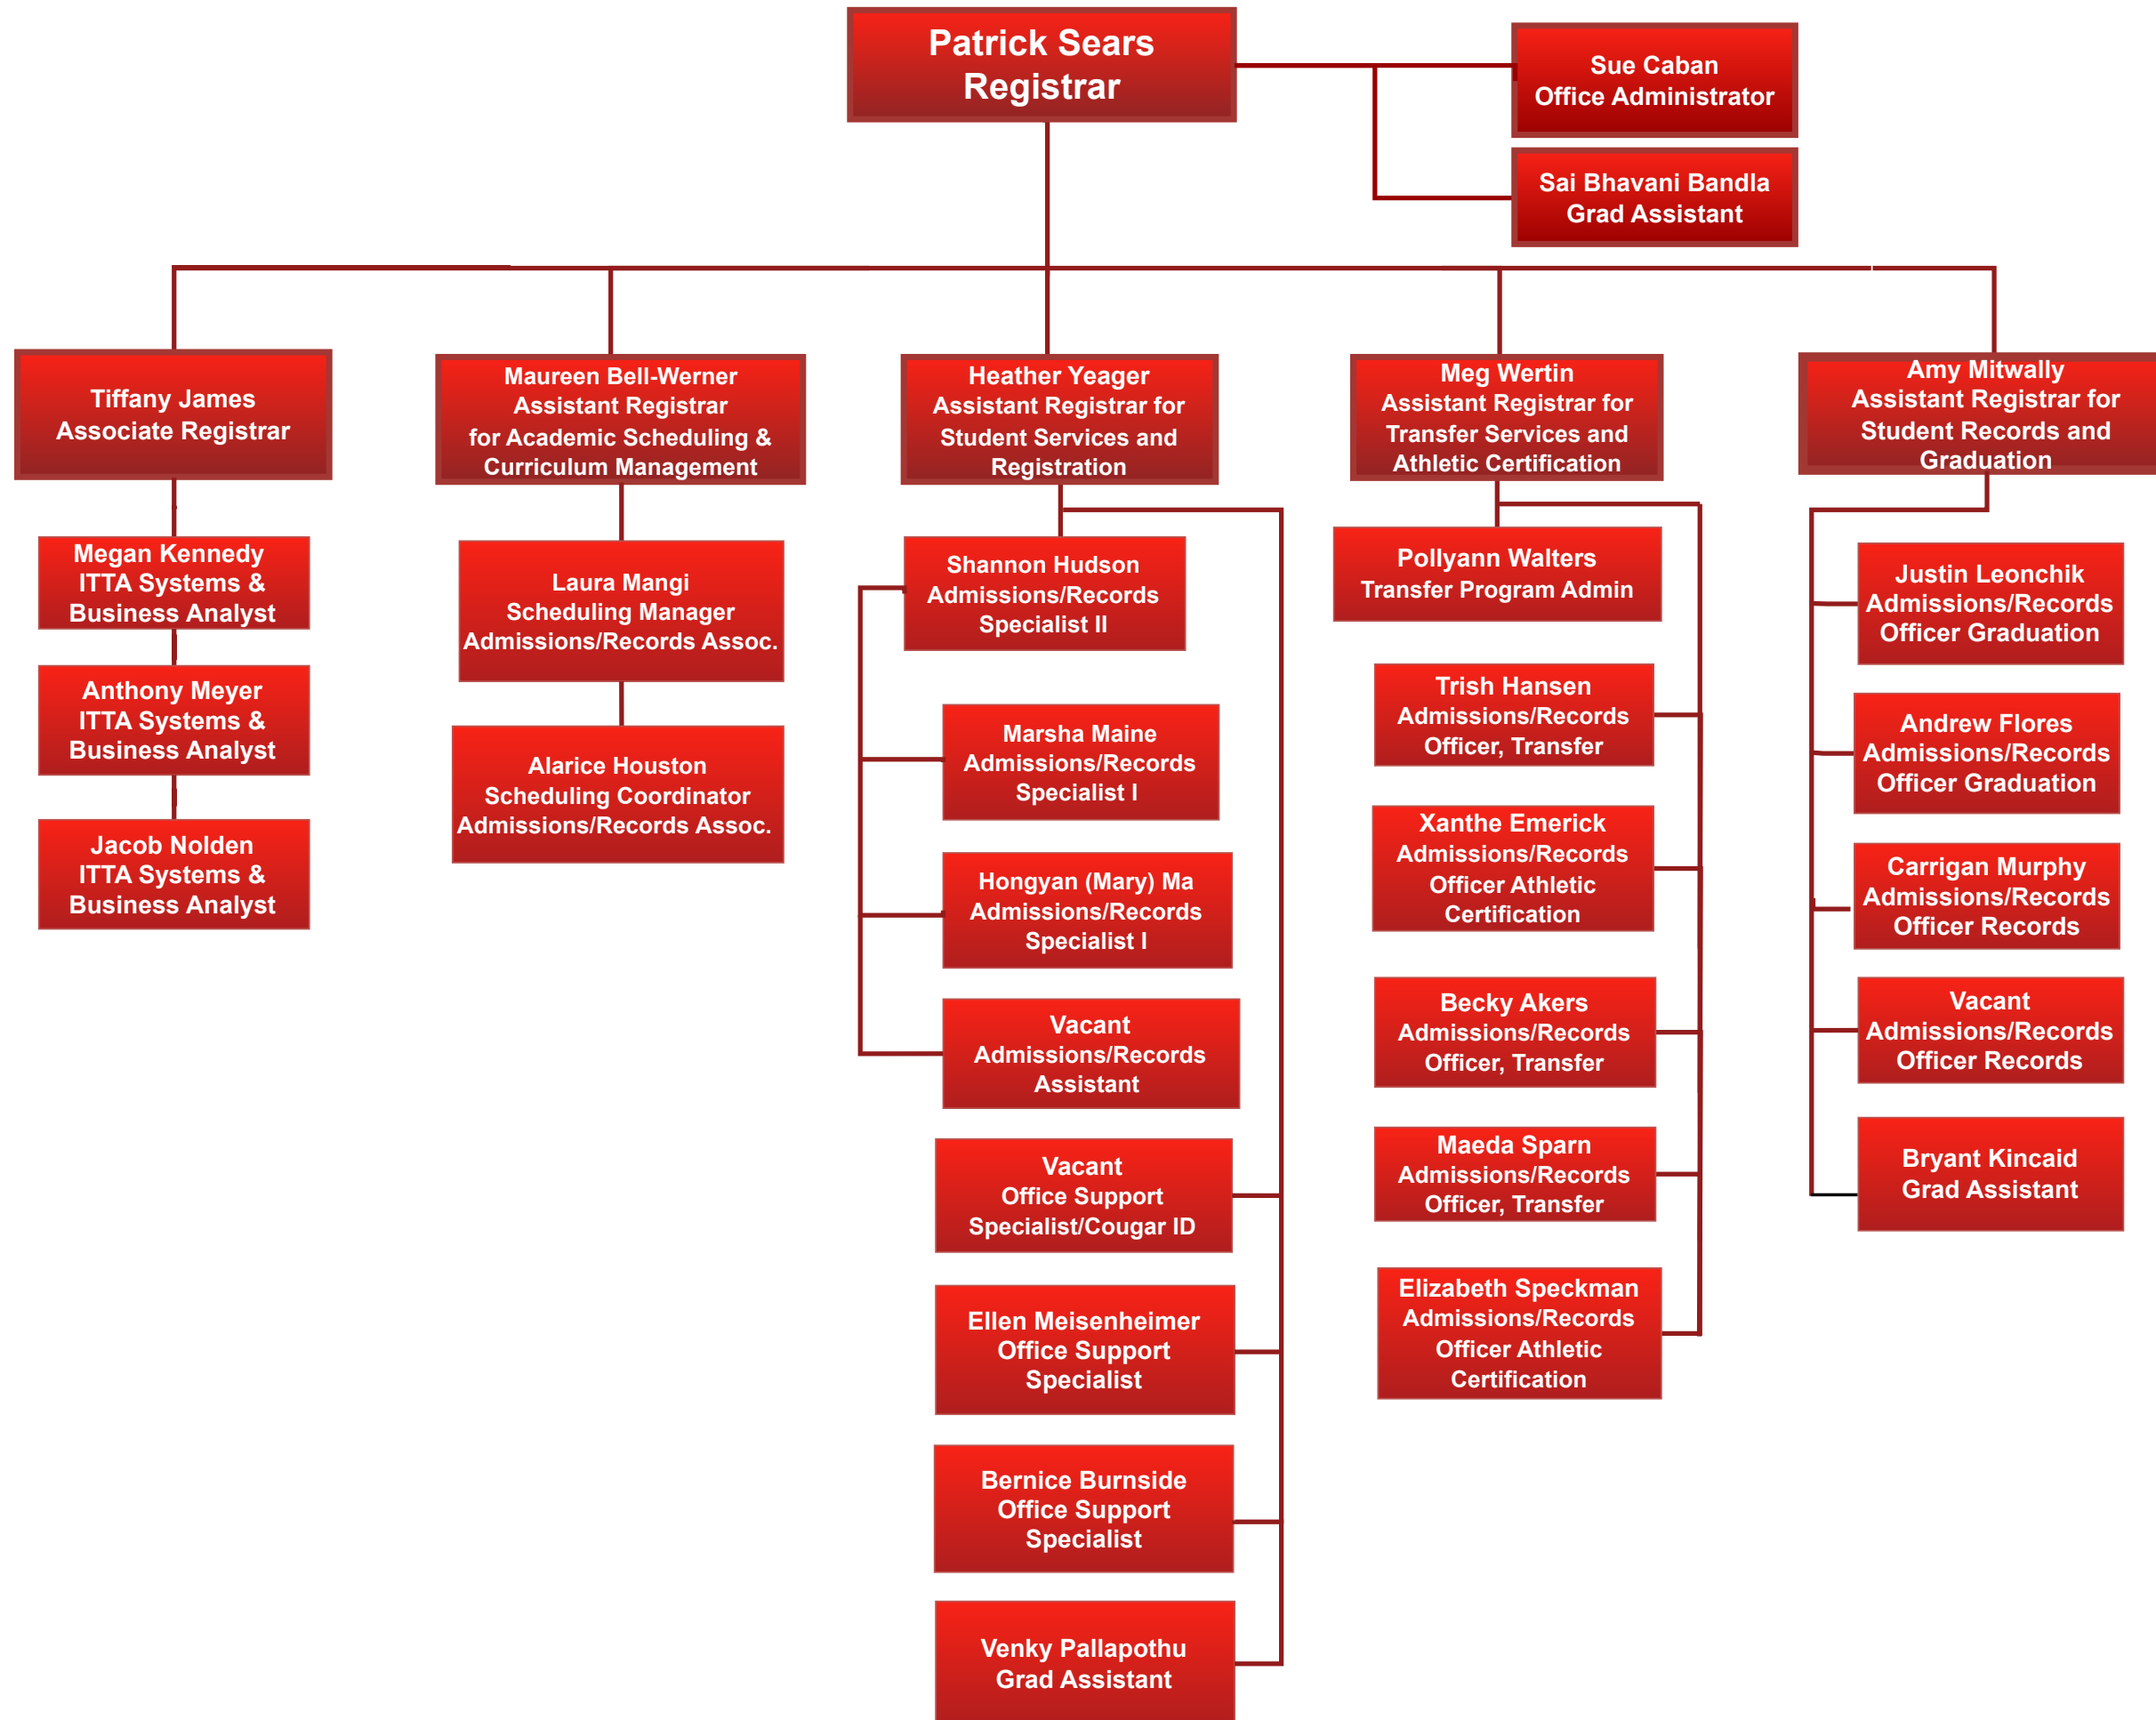 Patrick Sears
Registrar
Sue Caban
Office Administrator
Sai Bhavani Bandla
Grad Assistant
Tiffany James
Associate Registrar
Megan Kennedy
ITTA Systems &
Business Analyst
Anthony Meyer
ITTA Systems &
Business Analyst
Jacob Nolden
ITTA Systems &
Business Analyst
Maureen Bell-Werner
Assistant Registrar
for Academic Scheduling &
Curriculum Management
Laura Mangi
Scheduling Manager
Admissions/Records Assoc.
Alarice Houston
Scheduling Coordinator
Admissions/Records Assoc.
Heather Yeager
Assistant Registrar for
Student Services and
Registration
Shannon Hudson
Admissions/Records
Specialist II
Marsha Maine
Admissions/Records
Specialist I
Hongyan (Mary) Ma
Admissions/Records
Specialist I
Vacant
Admissions/Records
Assistant
Vacant
Office Support
Specialist/Cougar ID
Ellen Meisenheimer
Office Support
Specialist
Bernice Burnside
Office Support
Specialist
Venky Pallapothu
Grad Assistant
Meg Wertin
Assistant Registrar for
Transfer Services and
Athletic Certification
Pollyann Walters
Transfer Program Admin
Trish Hansen
Admissions/Records
Officer, Transfer
Xanthe Emerick
Admissions/Records
Officer Athletic
Certification
Becky Akers
Admissions/Records
Officer, Transfer
Maeda Sparn
Admissions/Records
Officer, Transfer
Elizabeth Speckman
Admissions/Records
Officer Athletic
Certification
Amy Mitwally
Assistant Registrar for
Student Records and
Graduation
Justin Leonchik
Admissions/Records
Officer Graduation
Andrew Flores
Admissions/Records
Officer Graduation
Carrigan Murphy
Admissions/Records
Officer Records
Vacant
Admissions/Records
Officer Records
Bryant Kincaid
Grad Assistant